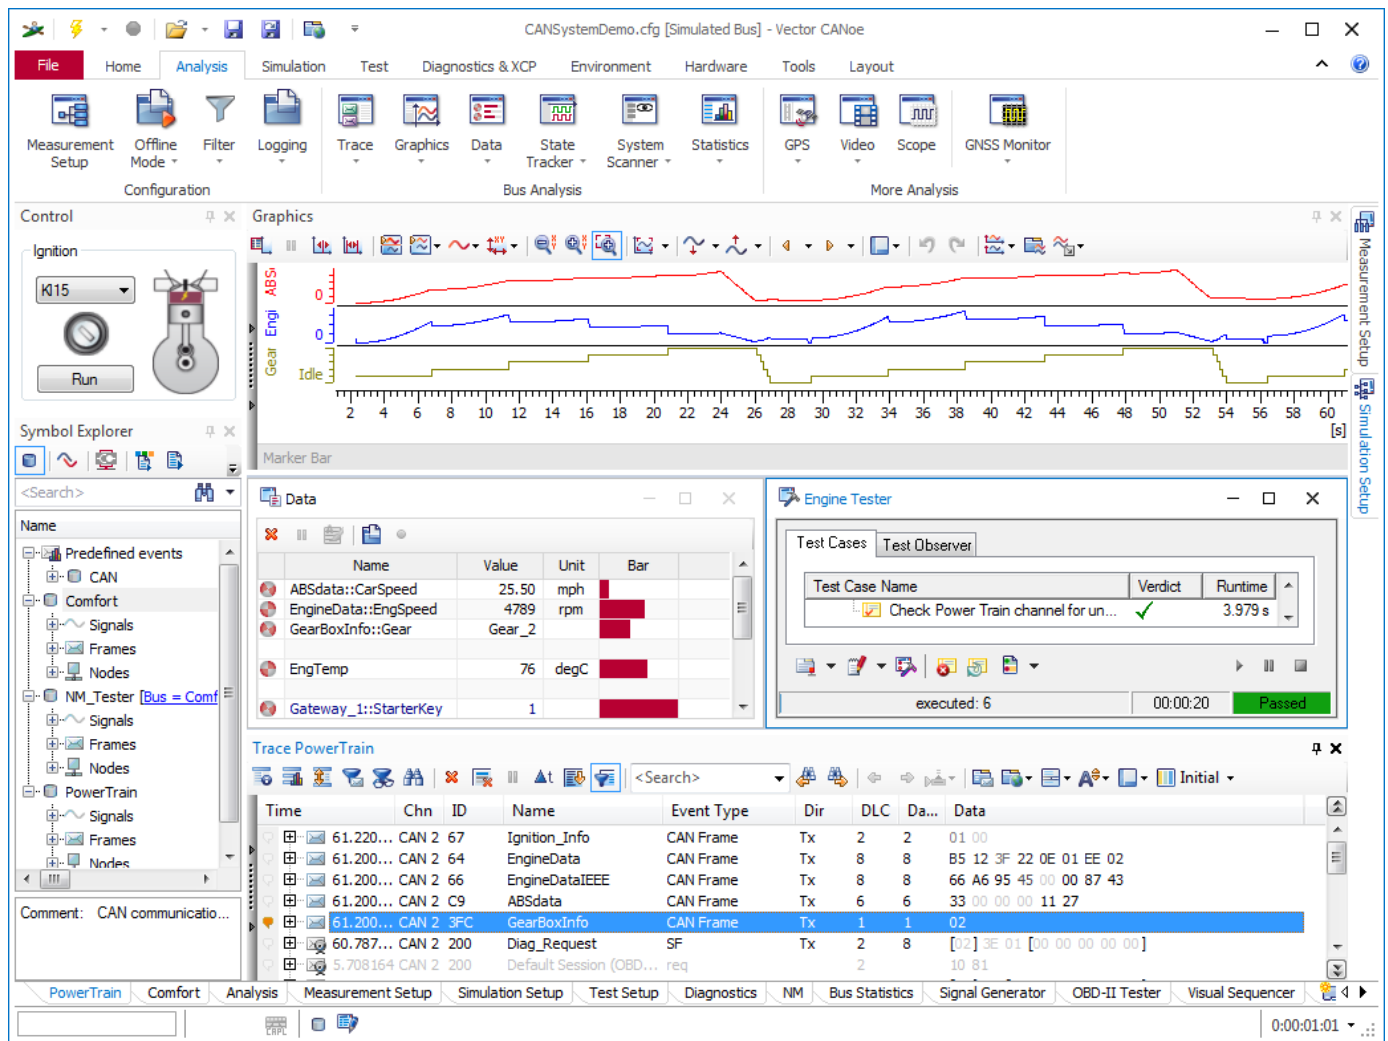 CANSystemDemo.cfg [Simulated Bus] - Vector CANoe
File Home Analysis Simulation Test Diagnostics & XCP Environment Hardware Tools Layout
Measurement Setup
Offline Mode
Filter
Logging
Trace
Graphics
Data
State Tracker
System Scanner
Statistics
GPS
Video
Scope
GNSS Monitor
Configuration
Bus Analysis
More Analysis
Control
Ignition
Kl15
Run
Symbol Explorer
<Search>
Name
Predefined events
CAN
Comfort
Signals
Frames
Nodes
NM_Tester [Bus = Comf
Signals
Frames
Nodes
PowerTrain
Signals
Frames
Nodes
Comment: CAN communicatio...
Graphics
ABS
0
Engi
0
Gear
Idle
2 4 6 8 10 12 14 16 18 20 22 24 26 28 30 32 34 36 38 40 42 44 46 48 50 52 54 56 58 60
[s]
Marker Bar
Measurement Setup
Simulation Setup
Data
Name Value Unit Bar
ABSdata::CarSpeed 25.50 mph
EngineData::EngSpeed 4789 rpm
GearBoxInfo::Gear Gear_2
EngTemp 76 degC
Gateway_1::StarterKey 1
Engine Tester
Test Cases Test Observer
Test Case Name Verdict Runtime
Check Power Train channel for un... 3.979 s
executed: 6 00:00:20 Passed
Trace PowerTrain
<Search>
Initial
Time Chn ID Name Event Type Dir DLC Da... Data
61.220... CAN 2 67 Ignition_Info CAN Frame Tx 2 2 01 00
61.200... CAN 2 64 EngineData CAN Frame Tx 8 8 B5 12 3F 22 0E 01 EE 02
61.200... CAN 2 66 EngineDataIEEE CAN Frame Tx 8 8 66 A6 95 45 00 00 87 43
61.200... CAN 2 C9 ABSdata CAN Frame Tx 6 6 33 00 00 00 11 27
61.200... CAN 2 3FC GearBoxInfo CAN Frame Tx 1 1 02
60.787... CAN 2 200 Diag_Request SF Tx 2 8 [02] 3E 01 [00 00 00 00 00]
5.708164 CAN 2 200 Default Session (OBD... req 2 10 81
PowerTrain Comfort Analysis Measurement Setup Simulation Setup Test Setup Diagnostics NM Bus Statistics Signal Generator OBD-II Tester Visual Sequencer
CAPL
0:00:01:01